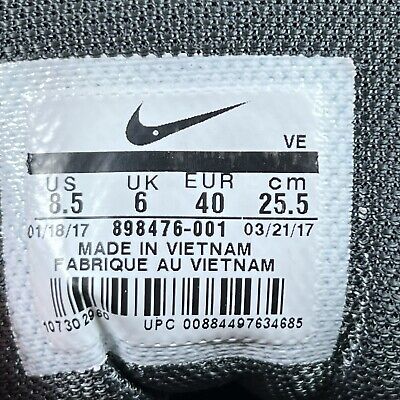 VE
US UK EUR cm
8.5 6 40 25.5
01/18/17 898476-001 03/21/17
MADE IN VIETNAM
FABRIQUE AU VIETNAM
107302960
UPC 00884497634685